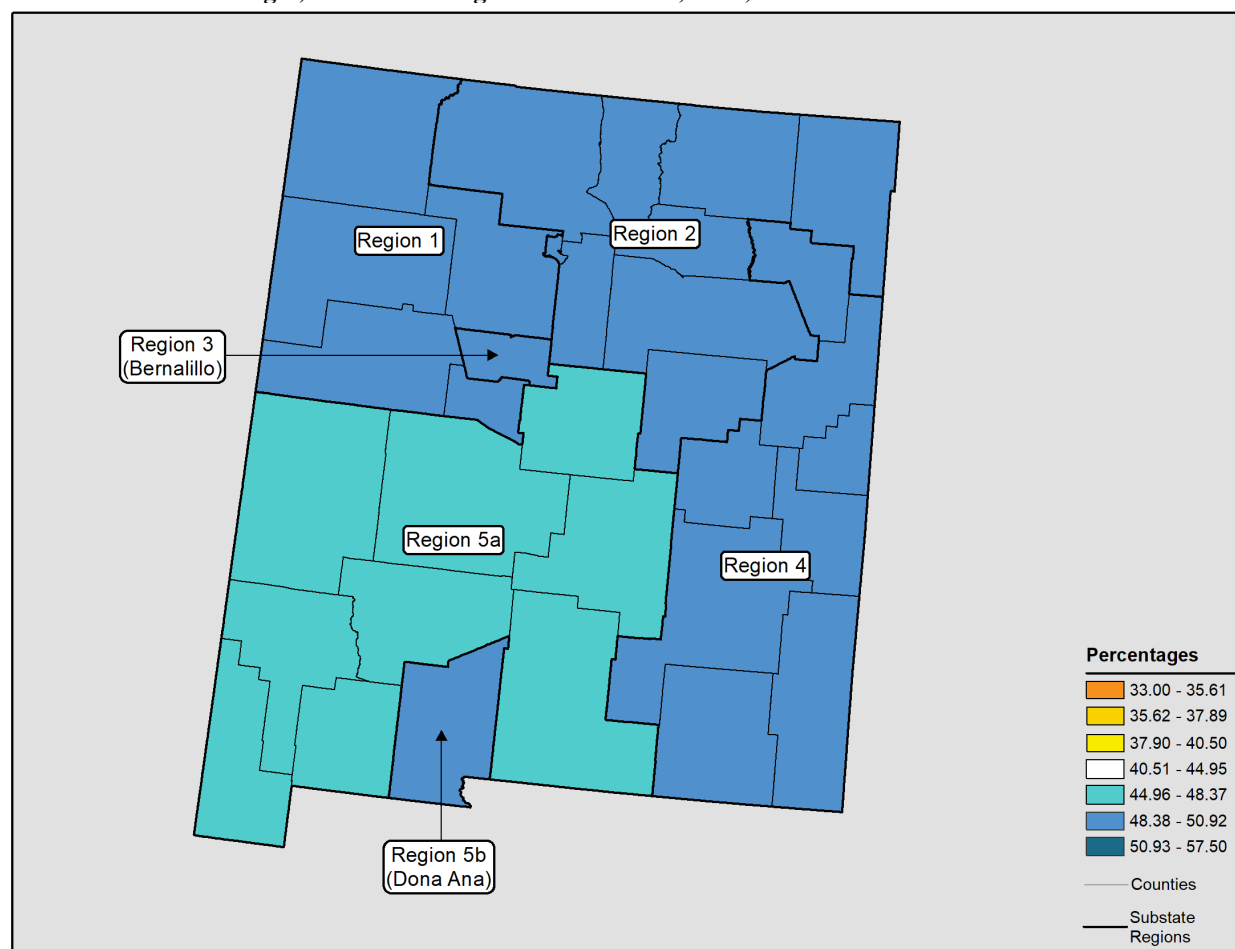 Region 1
Region 2
Region 3
(Bernalillo)
Region 5a
Region 4
Region 5b
(Dona Ana)
Percentages
33.00 - 35.61
35.62 - 37.89
37.90 - 40.50
40.51 - 44.95
44.96 - 48.37
48.38 - 50.92
50.93 - 57.50
Counties
Substate
Regions